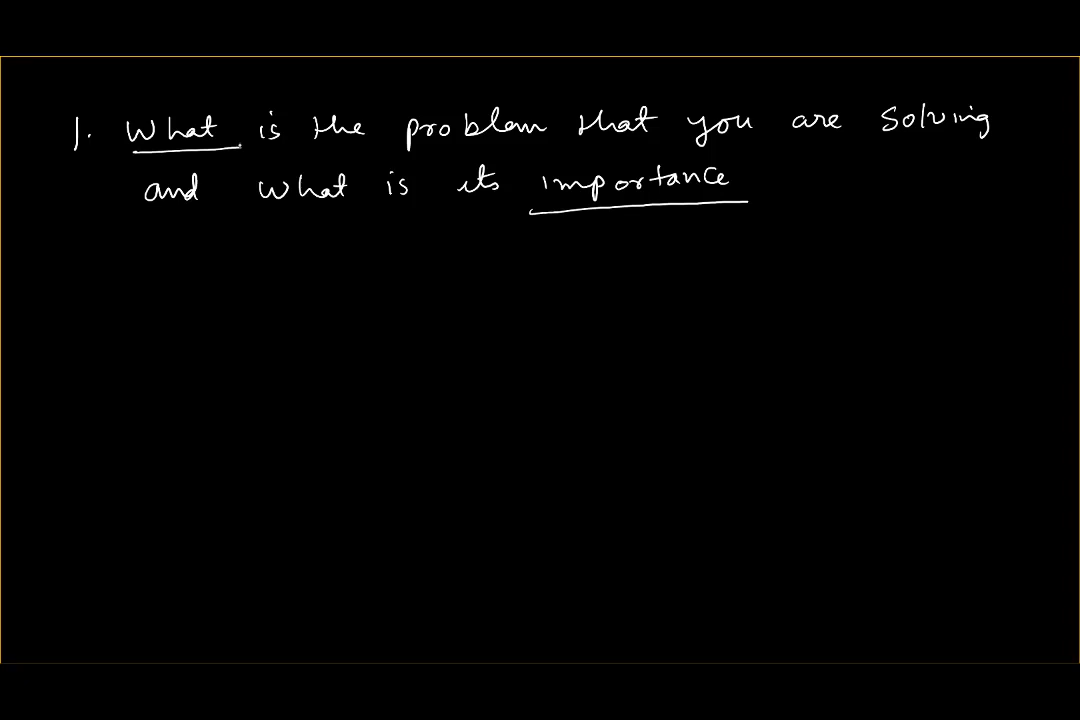 1. What is the problem that you are solving
and what is its importance